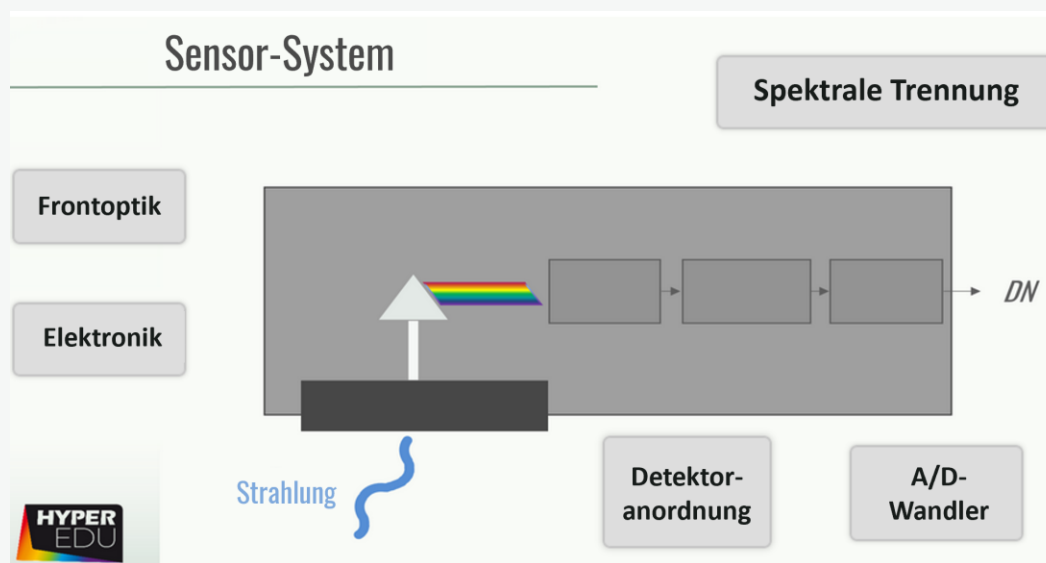 Sensor-System
Spektrale Trennung
Frontoptik
Elektronik
DN
Strahlung
Detektor-
anordnung
A/D-
Wandler
HYPER
EDU